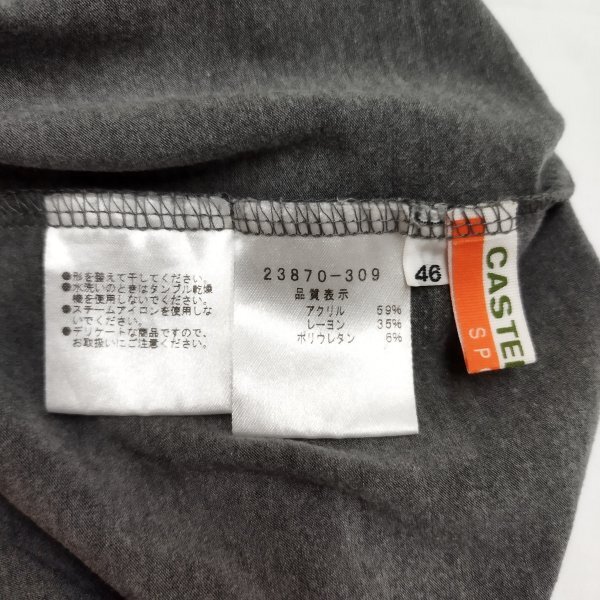 ●形を整えて干してください。
●水洗いのときはタンブル乾燥
機を使用しないでください。
●スチームアイロンを使用しな
いでください。
●デリケートな商品ですので、
お取扱いにご注意ください。
23870-309
品質表示
アクリル 59%
レーヨン 35%
ポリウレタン 6%
46
CASTE
SP